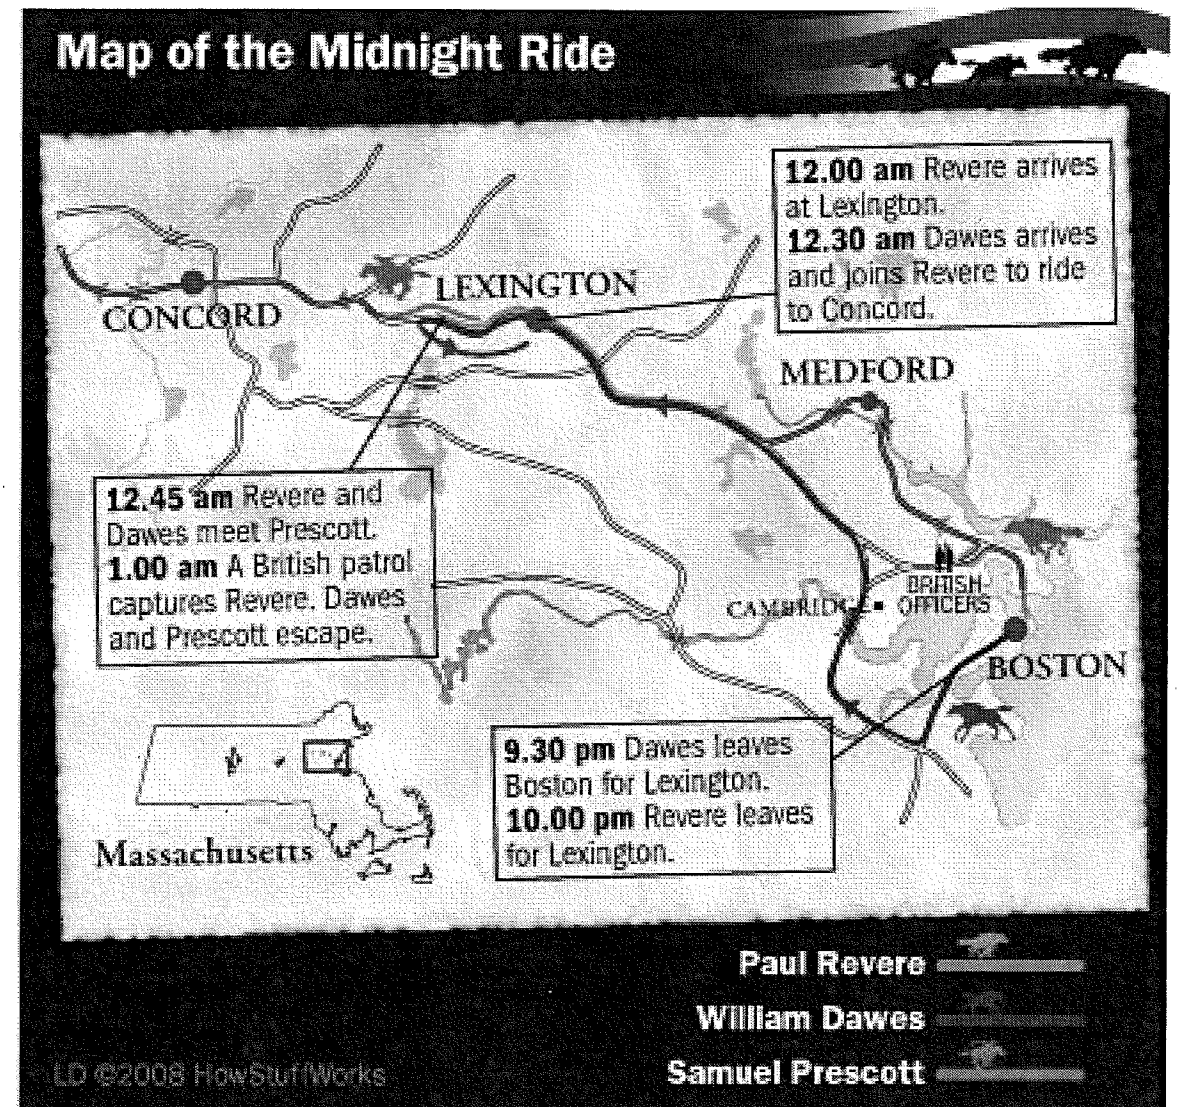 Map of the Midnight Ride
12.00 am Revere arrives
at Lexington.
12.30 am Dawes arrives
and joins Revere to ride
to Concord.
LEXINGTON
CONCORD
MEDFORD
12.45 am Revere and
Dawes meet Prescott.
1.00 am A British patrol
captures Revere. Dawes
and Prescott escape.
BRITISH
OFFICERS
CAMBRIDGE
BOSTON
9.30 pm Dawes leaves
Boston for Lexington.
10.00 pm Revere leaves
for Lexington.
Massachusetts
Paul Revere
William Dawes
Samuel Prescott
LD ©2008 HowStuffWorks